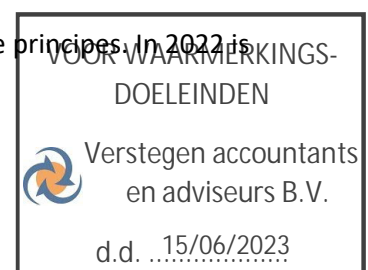 e principes. In 2022 is
VOOR WAARMERKINGS-
DOELEINDEN
Verstegen accountants
en adviseurs B.V.
d.d. 15/06/2023